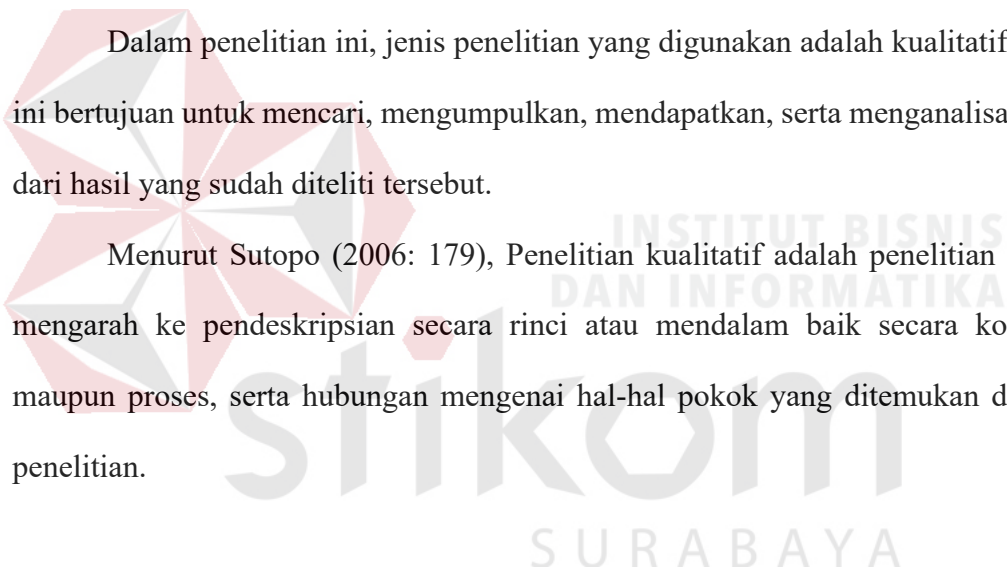 Dalam penelitian ini, jenis penelitian yang digunakan adalah kualitatif
ini bertujuan untuk mencari, mengumpulkan, mendapatkan, serta menganalisa
dari hasil yang sudah diteliti tersebut.
INSTITUT BISNIS
Menurut Sutopo (2006: 179), Penelitian kualitatif adalah penelitian
DAN INFORMATIKA
mengarah ke pendeskripsian secara rinci atau mendalam baik secara ko
maupun proses, serta hubungan mengenai hal-hal pokok yang ditemukan d
stikom
penelitian.
SURABAYA